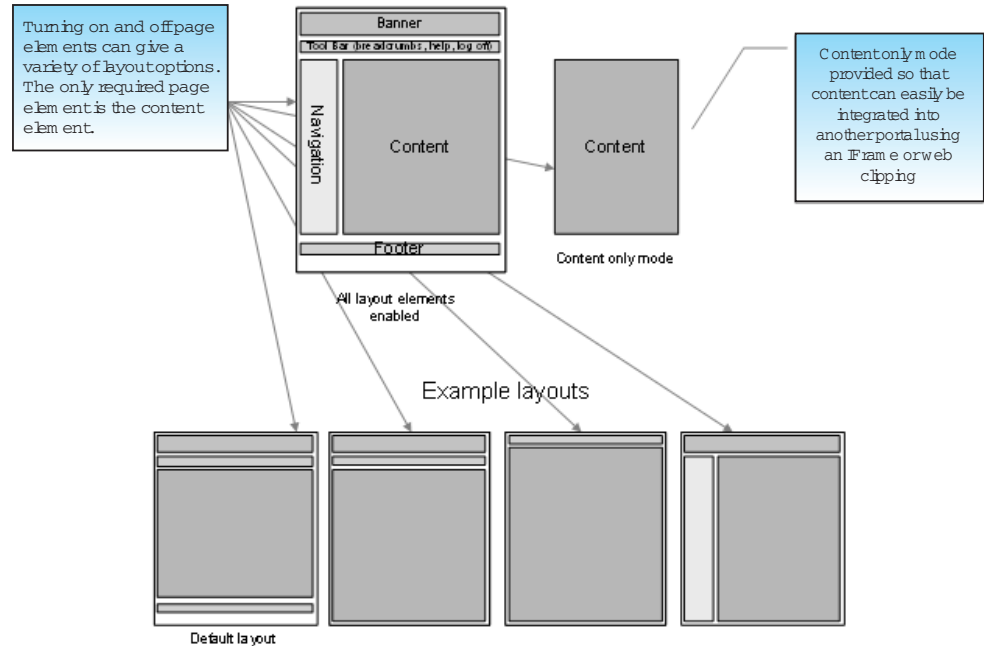 Turning on and off page
elements can give a
variety of layout options.
The only required page
element is the content
element.
Banner
Tool Bar (breadcrumbs, help, log off)
Navigation
Content
Footer
All layout elements
enabled
Content
Content only mode
Content only mode
provided so that
content can easily be
integrated into
another portal using
an IFrame or web
clipping
Example layouts
Default layout